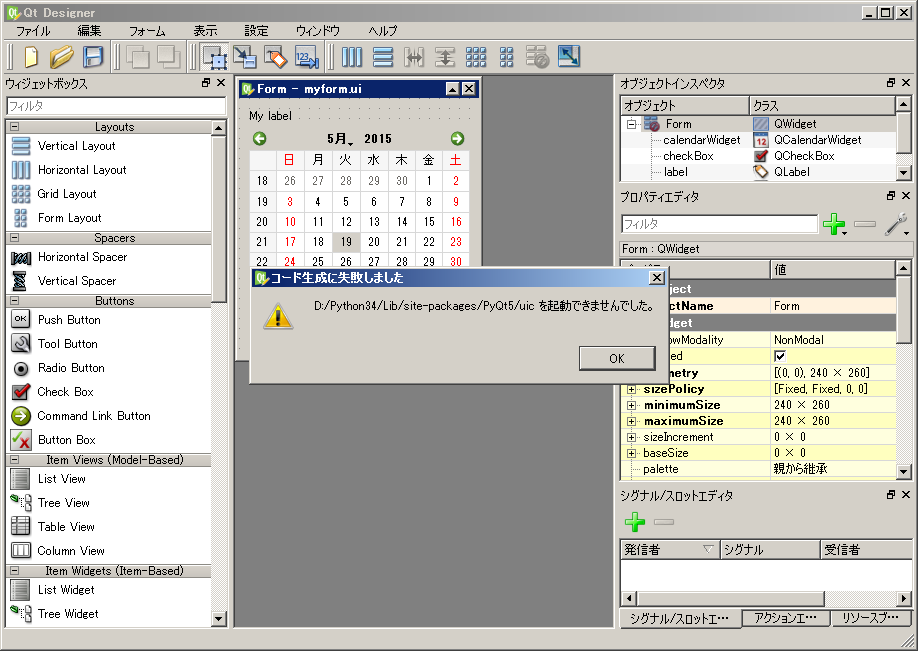 Qt Designer
ファイル 編集 フォーム 表示 設定 ウィンドウ ヘルプ
123
ウィジェットボックス
フィルタ
Layouts
Vertical Layout
Horizontal Layout
Grid Layout
Form Layout
Spacers
Horizontal Spacer
Vertical Spacer
Buttons
OK Push Button
Tool Button
Radio Button
Check Box
Command Link Button
Button Box
Item Views (Model-Based)
List View
Tree View
Table View
Column View
Item Widgets (Item-Based)
List Widget
Tree Widget
Form - myform.ui
My label
5月, 2015
日 月 火 水 木 金 土
18 26 27 28 29 30 1 2
19 3 4 5 6 7 8 9
20 10 11 12 13 14 15 16
21 17 18 19 20 21 22 23
22 24 25 26 27 28 29 30
コード生成に失敗しました
D:/Python34/Lib/site-packages/PyQt5/uic を起動できませんでした。
OK
オブジェクトインスペクタ
オブジェクト クラス
Form QWidget
calendarWidget 12 QCalendarWidget
checkBox QCheckBox
label QLabel
プロパティエディタ
フィルタ
Form : QWidget
値
ject
ctName Form
dget
owModality NonModal
ed
metry [(0, 0), 240 × 260]
sizePolicy [Fixed, Fixed, 0, 0]
minimumSize 240 × 260
maximumSize 240 × 260
sizeIncrement 0 × 0
baseSize 0 × 0
palette 親から継承
シグナル/スロットエディタ
発信者 シグナル 受信者
シグナル/スロットエ… アクションエ… リソースブ…